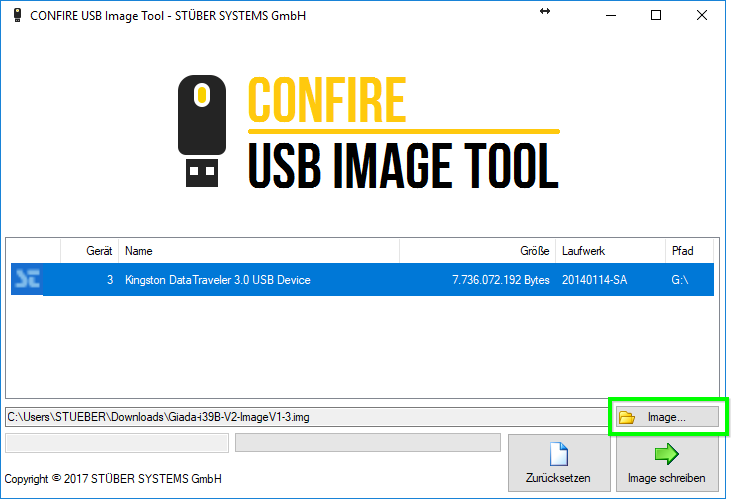 CONFIRE USB Image Tool - STÜBER SYSTEMS GmbH
CONFIRE
USB IMAGE TOOL
Gerät Name Größe Laufwerk Pfad
3 Kingston DataTraveler 3.0 USB Device 7.736.072.192 Bytes 20140114-SA G:\
C:\Users\STUEBER\Downloads\Giada-i39B-V2-ImageV1-3.img Image...
Zurücksetzen Image schreiben
Copyright © 2017 STÜBER SYSTEMS GmbH